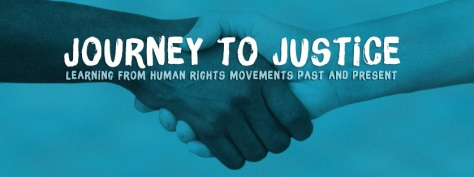 JOURNEY TO JUSTICE
LEARNING FROM HUMAN RIGHTS MOVEMENTS PAST AND PRESENT